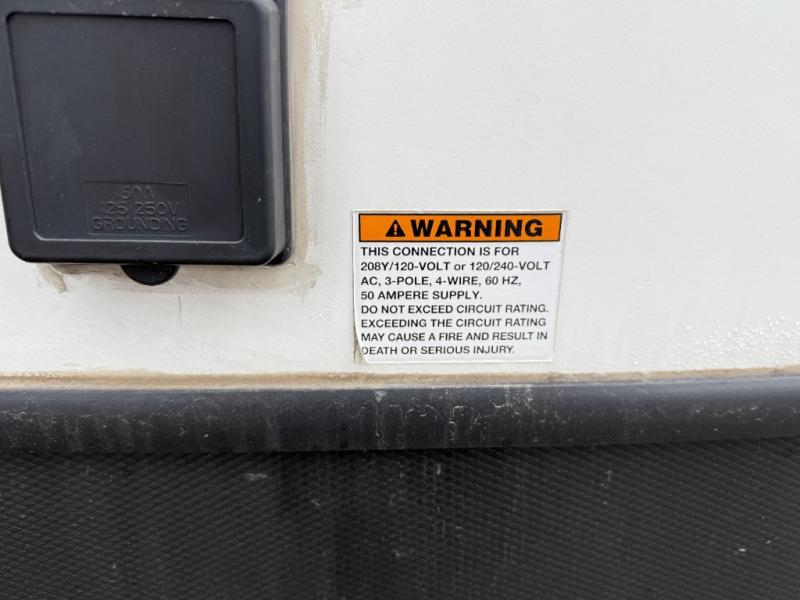 50A
125/250V
GROUNDING
WARNING
THIS CONNECTION IS FOR
208Y/120-VOLT or 120/240-VOLT
AC, 3-POLE, 4-WIRE, 60 HZ,
50 AMPERE SUPPLY.
DO NOT EXCEED CIRCUIT RATING.
EXCEEDING THE CIRCUIT RATING
MAY CAUSE A FIRE AND RESULT IN
DEATH OR SERIOUS INJURY.